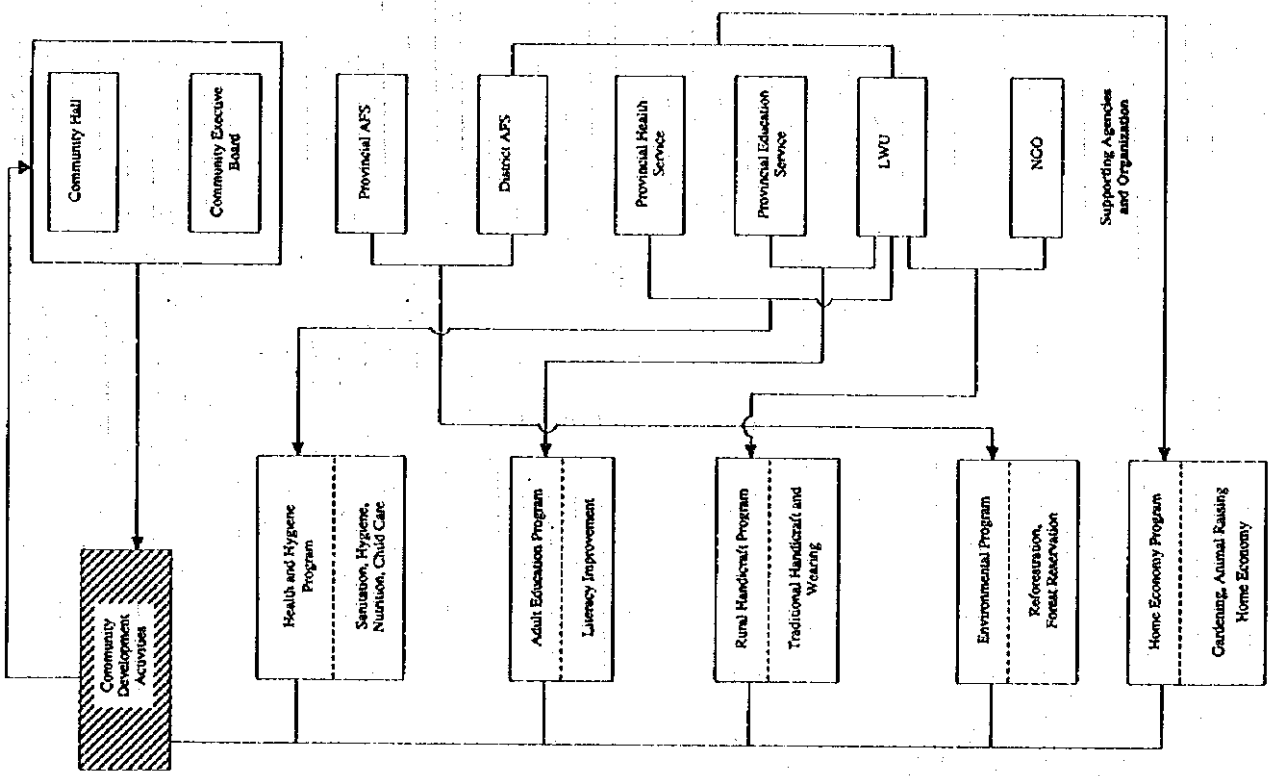 Community
Development
Activities
Health and Hygiene
Program
Sanitation, Hygiene,
Nutrition, Child Care
Adult Education Program
Literacy Improvement
Rural Handicraft Program
Traditional Handicraft and
Wearing
Environmental Program
Reforestration,
Forest Reservation
Home Economy Program
Gardening, Animal Raising
Home Economy
Community Hall
Community Exective
Board
Provincial AFS
District AFS
Provincial Health
Service
Provincial Education
Service
LWU
NGO
Supporting Agencies
and Organization